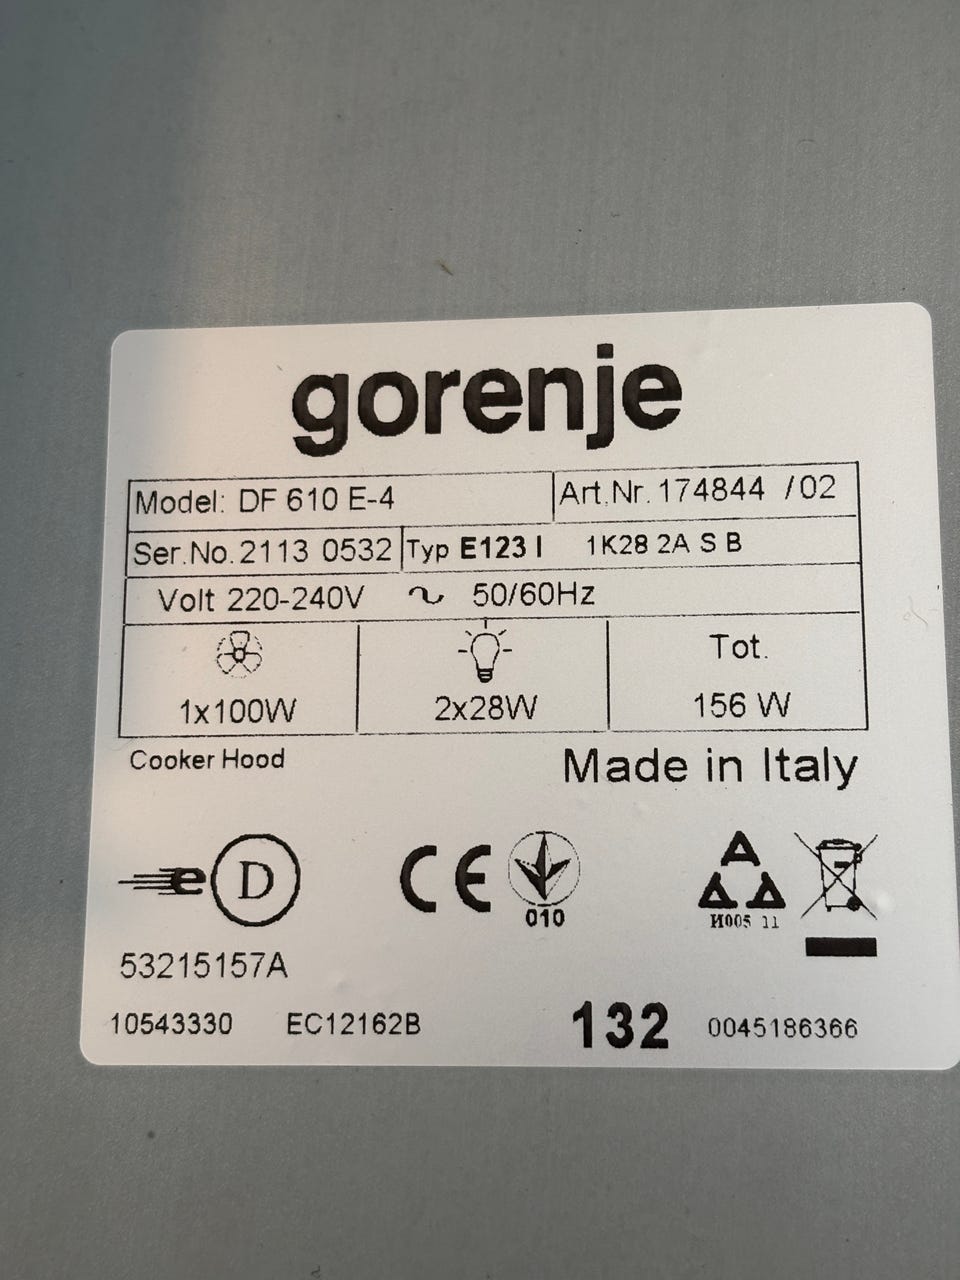 gorenje
Model: DF 610 E-4 Art.Nr. 174844 /02
Ser.No. 2113 0532 Typ E123 I 1K28 2A S B
Volt 220-240V ~ 50/60Hz
Tot.
1x100W 2x28W 156 W
Cooker Hood Made in Italy
e D CE
010
И005 11
53215157A
10543330 EC12162B 132 0045186366